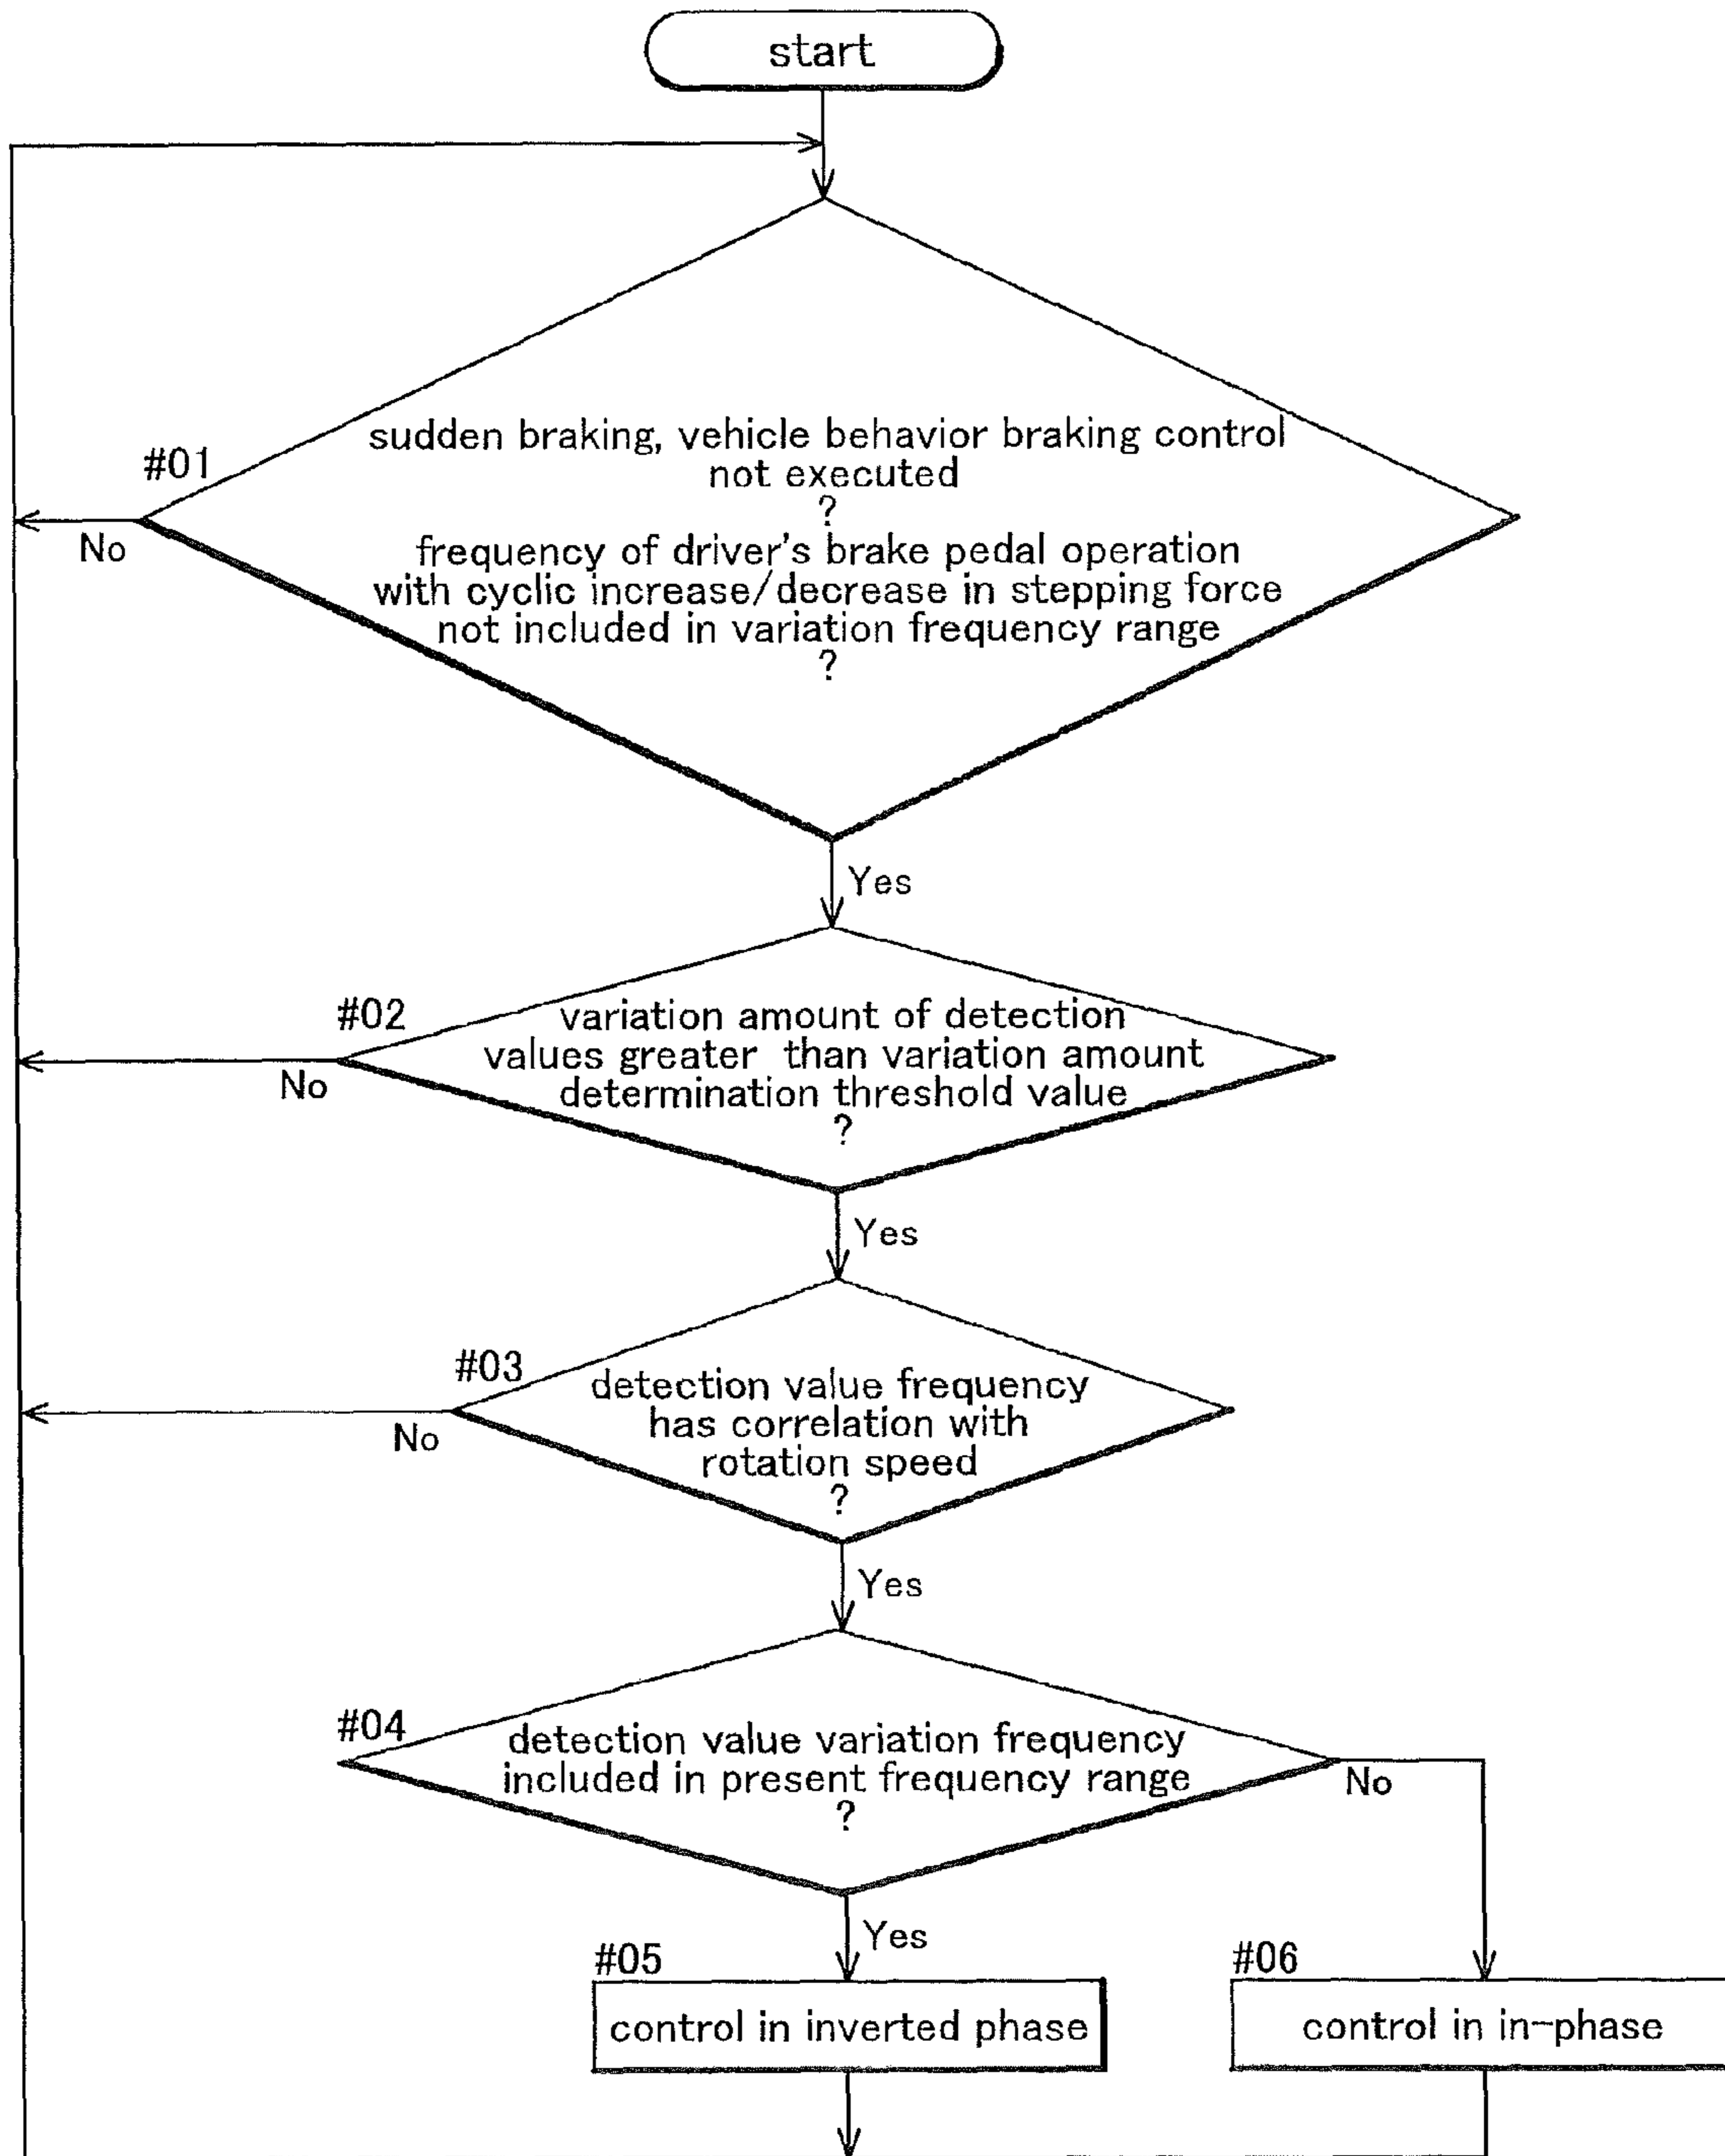 start
#01
sudden braking, vehicle behavior braking control
not executed
?
frequency of driver's brake pedal operation
with cyclic increase/decrease in stepping force
not included in variation frequency range
?
No
Yes
#02
variation amount of detection
values greater than variation amount
determination threshold value
?
No
Yes
#03
detection value frequency
has correlation with
rotation speed
?
No
Yes
#04
detection value variation frequency
included in present frequency range
?
No
Yes
#05
control in inverted phase
#06
control in in-phase